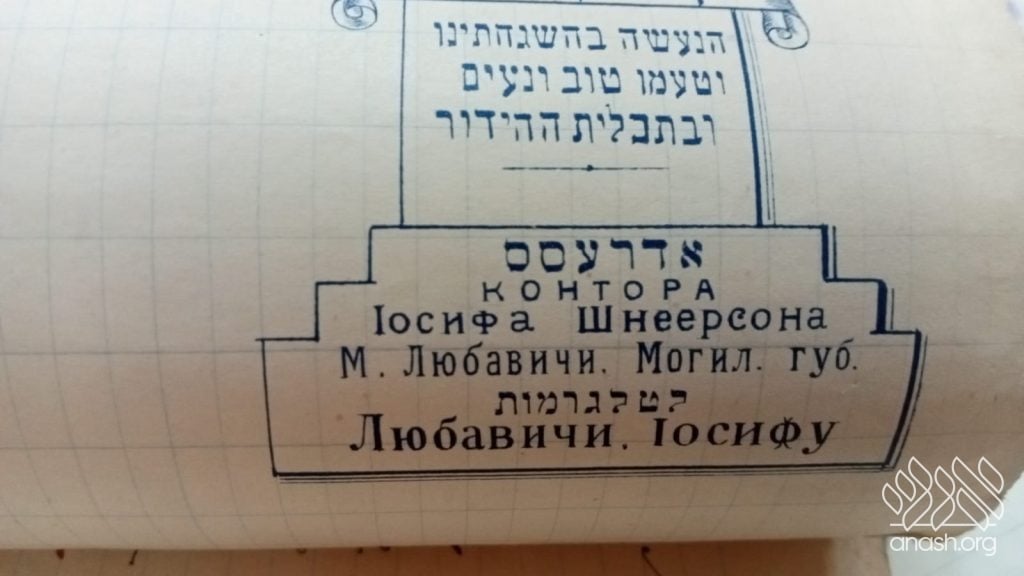 הנעשה בהשגחתינו
וטעמו טוב ונעים
ובתכלית ההידור
אדרעסס
КОНТОРА
Іосифа Шнеерсона
М. Любавичи. Могил. губ.
לטלגרמות
Любавичи. Іосифу
anash.org